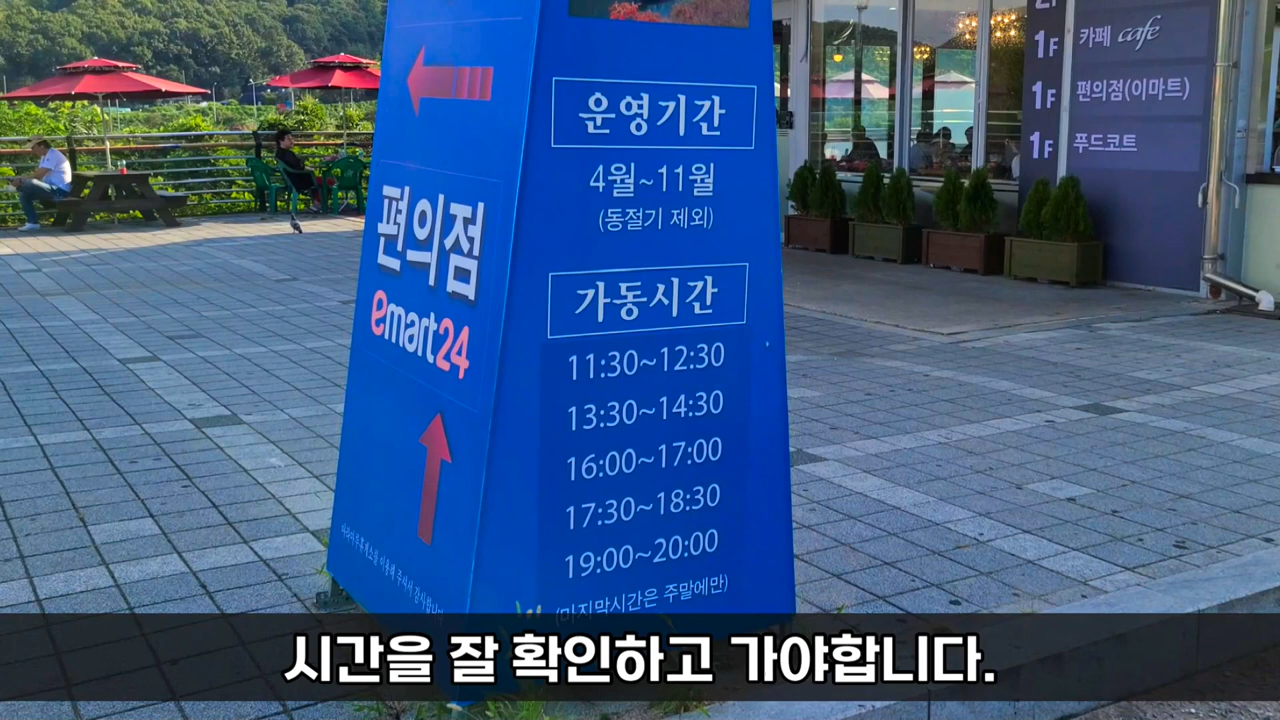 편의점
emart24
운영기간
4월~11월
(동절기 제외)
가동시간
11:30~12:30
13:30~14:30
16:00~17:00
17:30~18:30
19:00~20:00
(마지막시간은 주말에만)
1F 카페 cafe
1F 편의점(이마트)
1F 푸드코트
시간을 잘 확인하고 가야합니다.